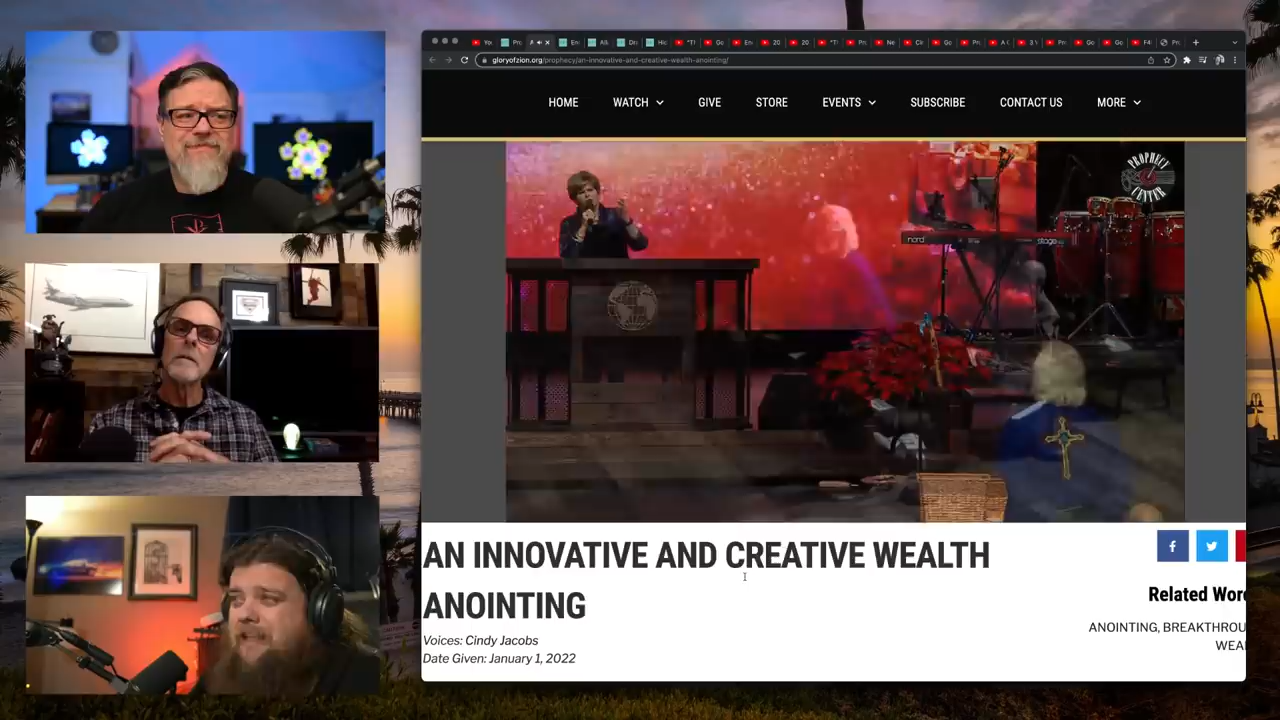 gloryofzion.org/prophecy/an-innovative-and-creative-wealth-anointing/
HOME WATCH GIVE STORE EVENTS SUBSCRIBE CONTACT US MORE
PROPHECY CENTER
nord stage
AN INNOVATIVE AND CREATIVE WEALTH
ANOINTING
Voices: Cindy Jacobs
Date Given: January 1, 2022
Related Wor
ANOINTING, BREAKTHROU
WEA